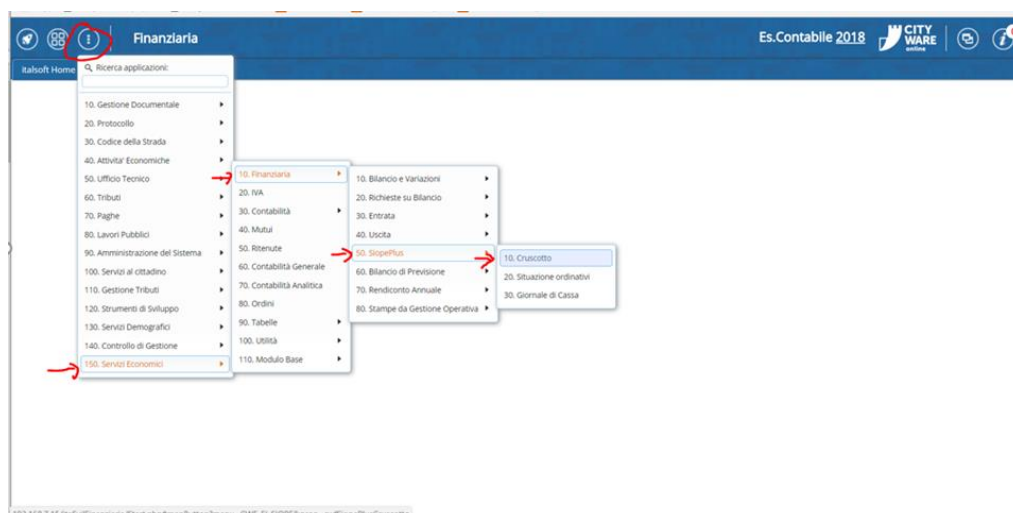 Finanziaria
Es.Contabile 2018
CITY
WARE
online
italsoft Home
Ricerca applicazioni:
10. Gestione Documentale
20. Protocollo
30. Codice della Strada
40. Attivita' Economiche
50. Ufficio Tecnico
60. Tributi
70. Paghe
80. Lavori Pubblici
90. Amministrazione del Sistema
100. Servizi al cittadino
110. Gestione Tributi
120. Strumenti di Sviluppo
130. Servizi Demografici
140. Controllo di Gestione
150. Servizi Economici
10. Finanziaria
20. IVA
30. Contabilità
40. Mutui
50. Ritenute
60. Contabilità Generale
70. Contabilità Analitica
80. Ordini
90. Tabelle
100. Utilità
110. Modulo Base
10. Bilancio e Variazioni
20. Richieste su Bilancio
30. Entrata
40. Uscita
50. SiopePlus
60. Bilancio di Previsione
70. Rendiconto Annuale
80. Stampe da Gestione Operativa
10. Cruscotto
20. Situazione ordinativi
30. Giornale di Cassa